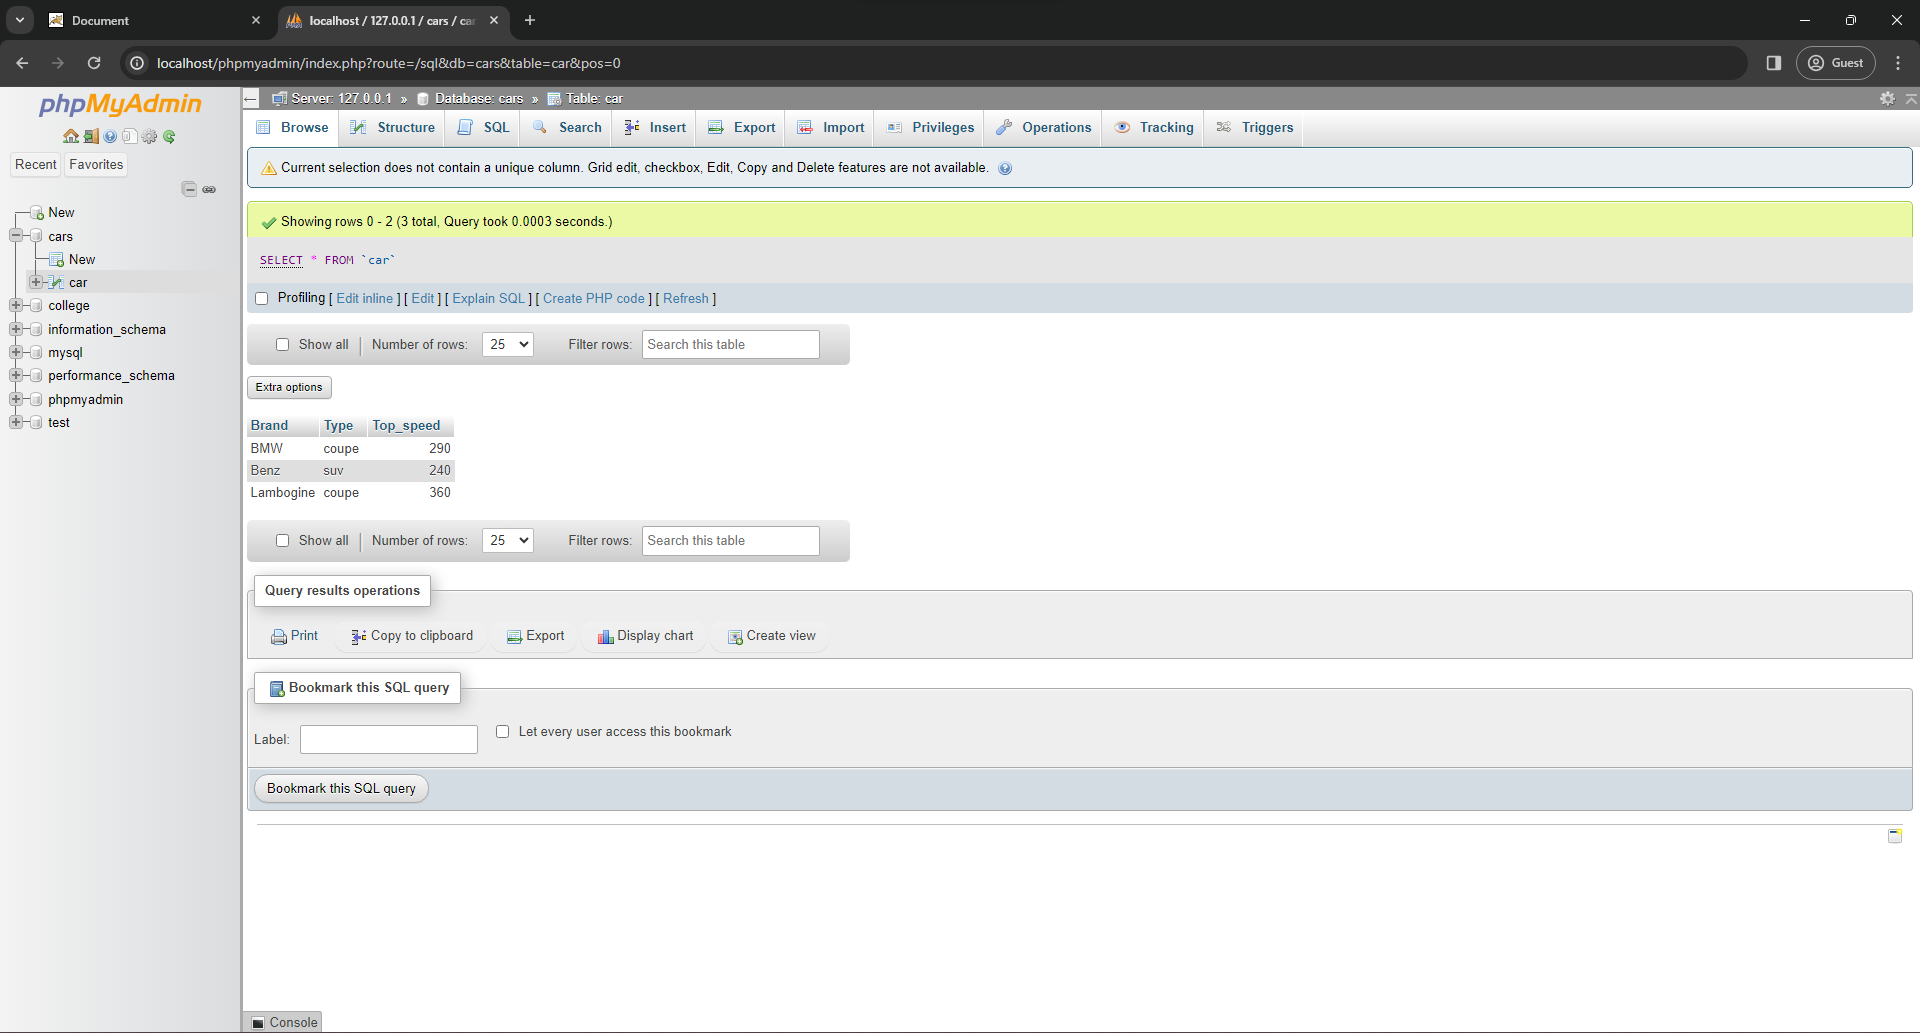 Document
localhost / 127.0.0.1 / cars / car
localhost/phpmyadmin/index.php?route=/sql&db=cars&table=car&pos=0
Guest
phpMyAdmin
Recent Favorites
New
cars
New
car
college
information_schema
mysql
performance_schema
phpmyadmin
test
Server: 127.0.0.1 » Database: cars » Table: car
Browse Structure SQL Search Insert Export Import Privileges Operations Tracking Triggers
Current selection does not contain a unique column. Grid edit, checkbox, Edit, Copy and Delete features are not available.
Showing rows 0 - 2 (3 total, Query took 0.0003 seconds.)
SELECT * FROM `car`
Profiling [ Edit inline ] [ Edit ] [ Explain SQL ] [ Create PHP code ] [ Refresh ]
Show all Number of rows: 25 Filter rows: Search this table
Extra options
Brand Type Top_speed
BMW coupe 290
Benz suv 240
Lambogine coupe 360
Show all Number of rows: 25 Filter rows: Search this table
Query results operations
Print Copy to clipboard Export Display chart Create view
Bookmark this SQL query
Label: Let every user access this bookmark
Bookmark this SQL query
Console